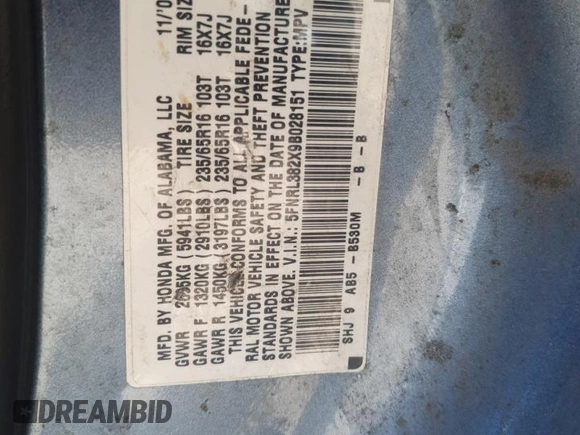 MFD. BY HONDA MFG. OF ALABAMA, LLC 11/0
GVWR 2695KG (5941LBS) TIRE SIZE RIM SIZE
GAWR F 1320KG (2910LBS) 235/65R16 103T 16X7J
GAWR R 1450KG (3197LBS) 235/65R16 103T 16X7J
THIS VEHICLE CONFORMS TO ALL APPLICABLE FEDE-
RAL MOTOR VEHICLE SAFETY AND THEFT PREVENTION
STANDARDS IN EFFECT ON THE DATE OF MANUFACTURE
SHOWN ABOVE. V.I.N.: 5FNRL382X9B028151 TYPE: MPV
SHJ 9 AB5 - B530M - B - B
DREAMBID